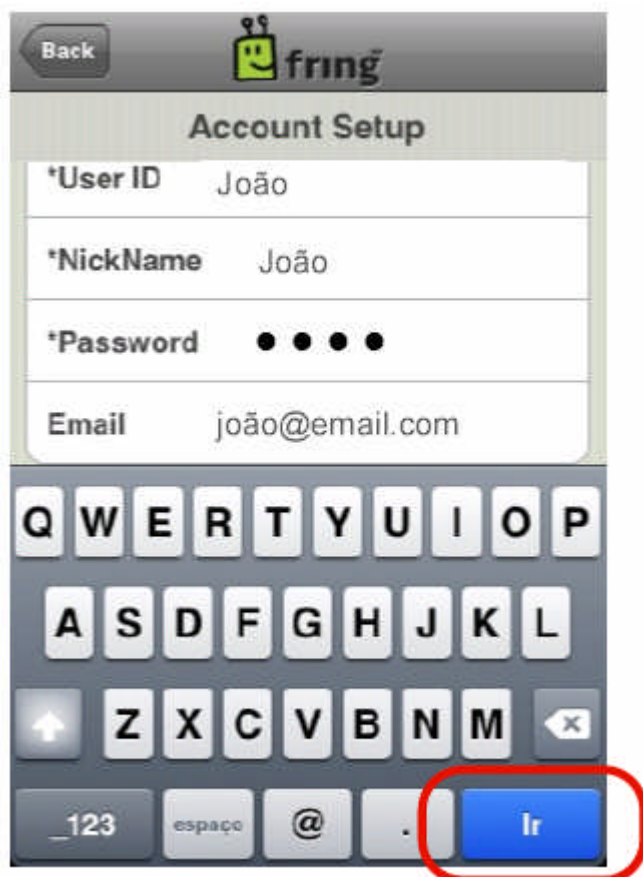 Back
fring
Account Setup
*User ID João
*NickName João
*Password ● ● ● ●
Email joão@email.com
Q W E R T Y U I O P
A S D F G H J K L
Z X C V B N M
_123 espaço @ . Ir